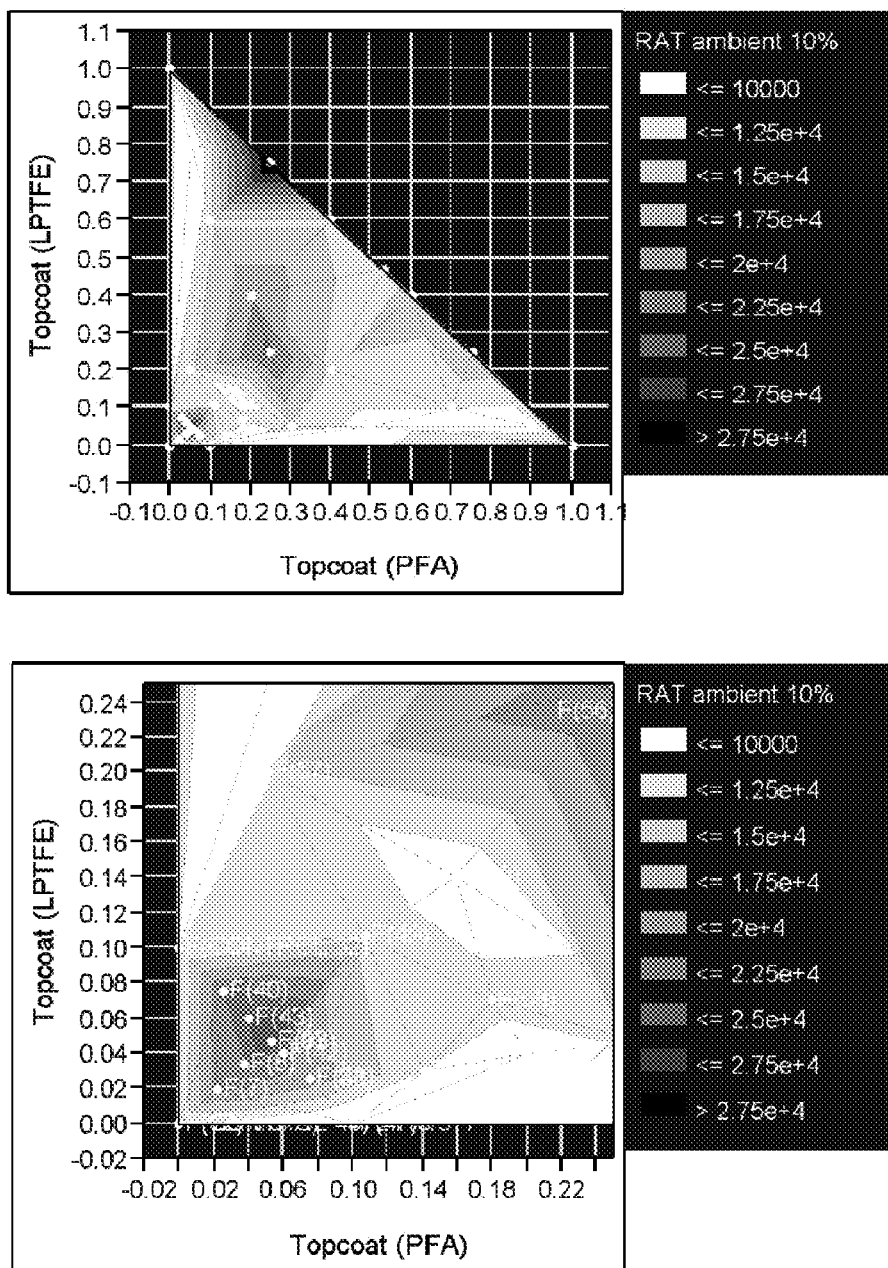 1.1
1.0
0.9
0.8
0.7
0.6
0.5
0.4
0.3
0.2
0.1
0.0
-0.1
Topcoat (LPTFE)
-0.1 0.0 0.1 0.2 0.3 0.4 0.5 0.6 0.7 0.8 0.9 1.0 1.1
Topcoat (PFA)
RAT ambient 10%
<= 10000
<= 1.25e+4
<= 1.5e+4
<= 1.75e+4
<= 2e+4
<= 2.25e+4
<= 2.5e+4
<= 2.75e+4
> 2.75e+4
0.24
0.22
0.20
0.18
0.16
0.14
0.12
0.10
0.08
0.06
0.04
0.02
0.00
-0.02
Topcoat (LPTFE)
F(40)
F(43)
-0.02 0.02 0.06 0.10 0.14 0.18 0.22
Topcoat (PFA)
RAT ambient 10%
<= 10000
<= 1.25e+4
<= 1.5e+4
<= 1.75e+4
<= 2e+4
<= 2.25e+4
<= 2.5e+4
<= 2.75e+4
> 2.75e+4